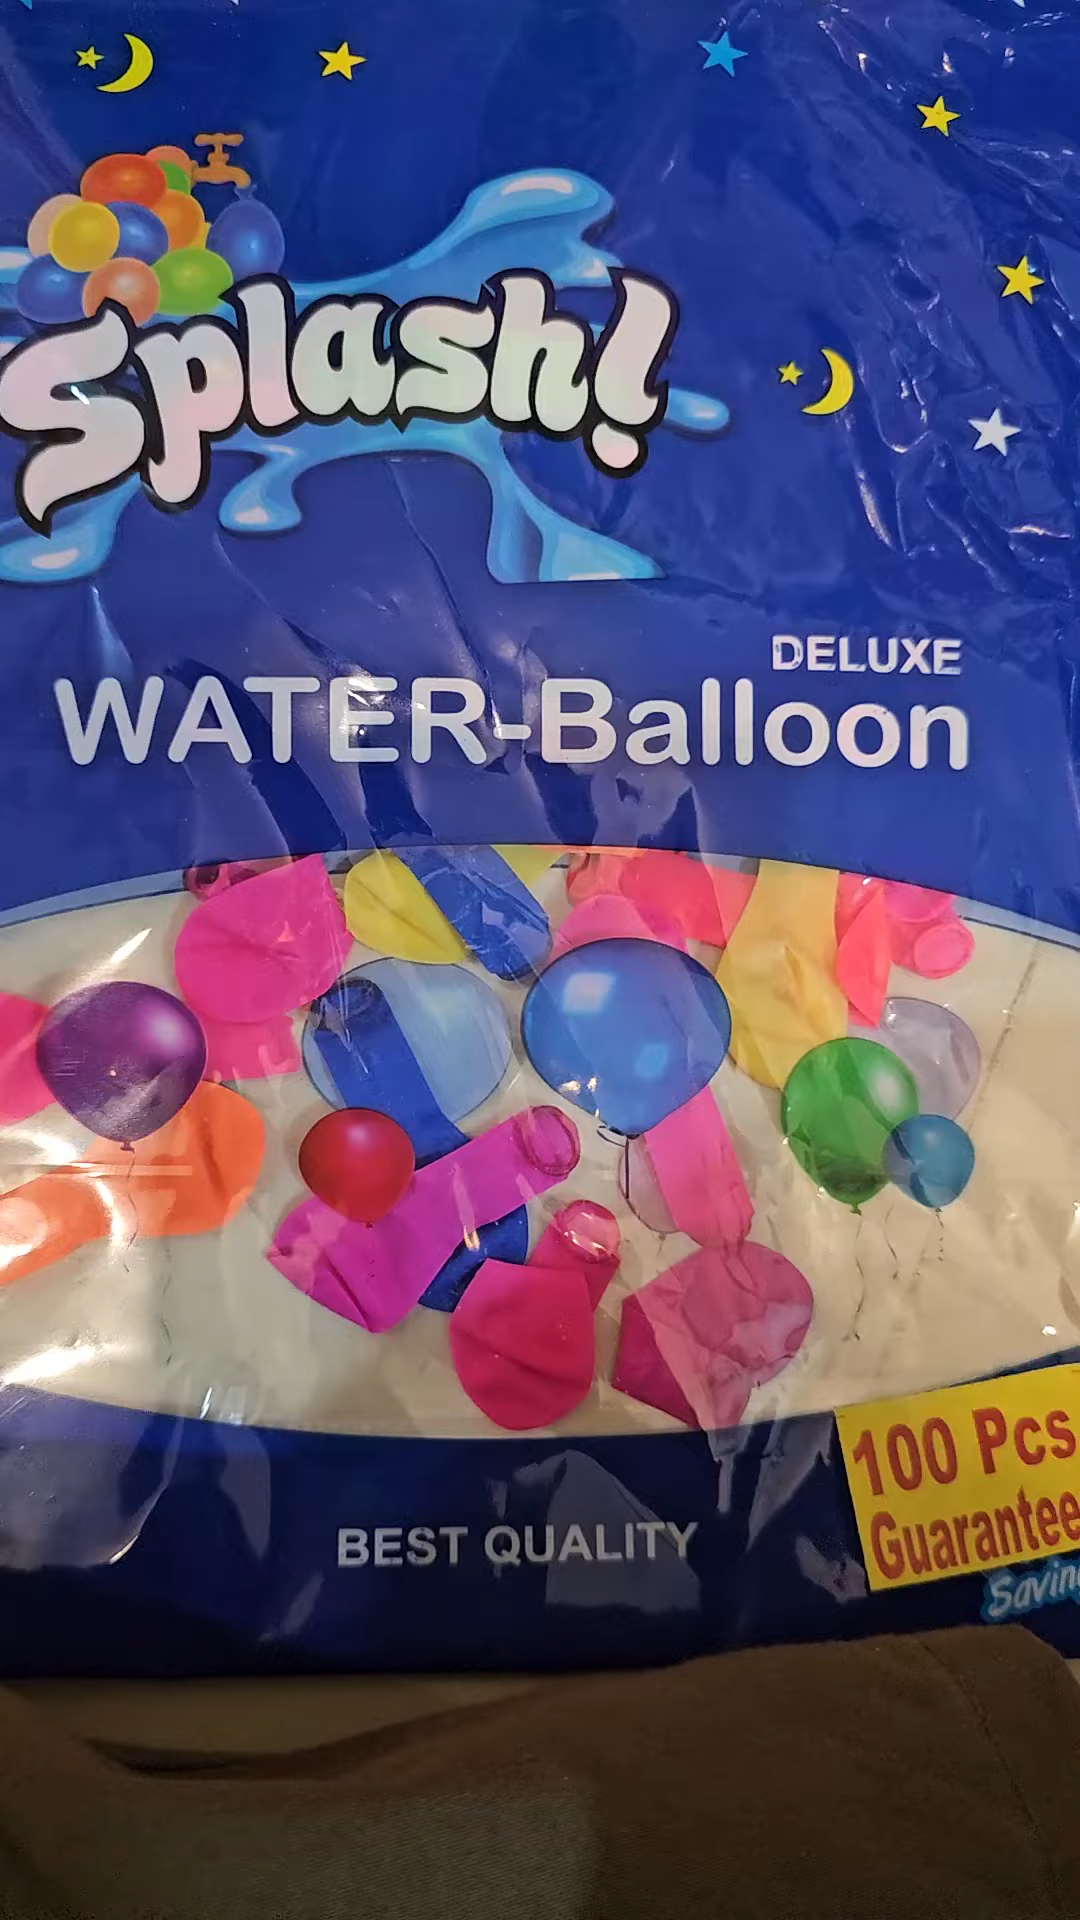 Splash!
DELUXE
WATER-Balloon
100 Pcs
Guarantee
BEST QUALITY